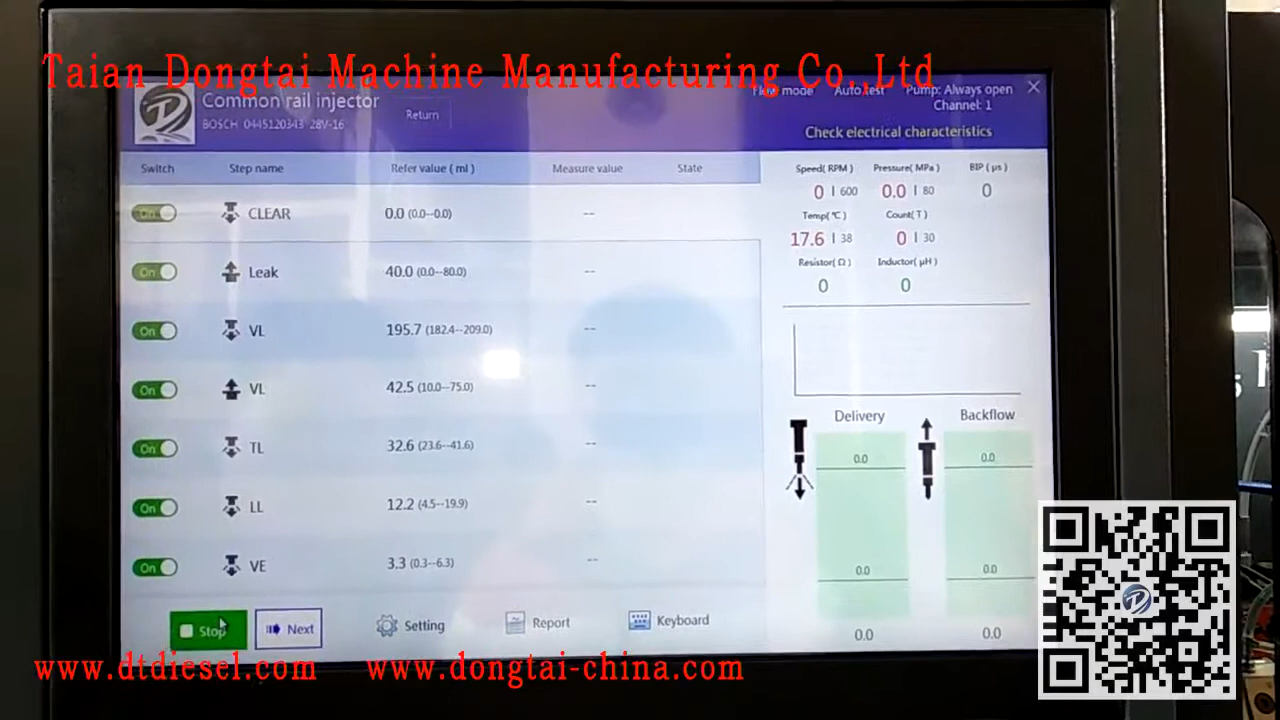 Taian Dongtai Machine Manufacturing Co.,Ltd
Common rail injector
BOSCH 0445120343 28V-16
Return
Flow mode
Auto test
Pump: Always open
Channel: 1
Check electrical characteristics
Switch Step name Refer value ( ml ) Measure value State
On CLEAR 0.0 (0.0--0.0) --
On Leak 40.0 (0.0--80.0) --
On VL 195.7 (182.4--209.0) --
On VL 42.5 (10.0--75.0) --
On TL 32.6 (23.6--41.6) --
On LL 12.2 (4.5--19.9) --
On VE 3.3 (0.3--6.3) --
Speed( RPM ) Pressure( MPa ) BIP ( μs )
0 | 600 0.0 | 80 0
Temp( ℃ ) Count( T )
17.6 | 38 0 | 30
Resistor( Ω ) Inductor( μH )
0 0
Delivery Backflow
0.0 0.0
0.0 0.0
0.0 0.0
Stop Next Setting Report Keyboard
www.dtdiesel.com www.dongtai-china.com